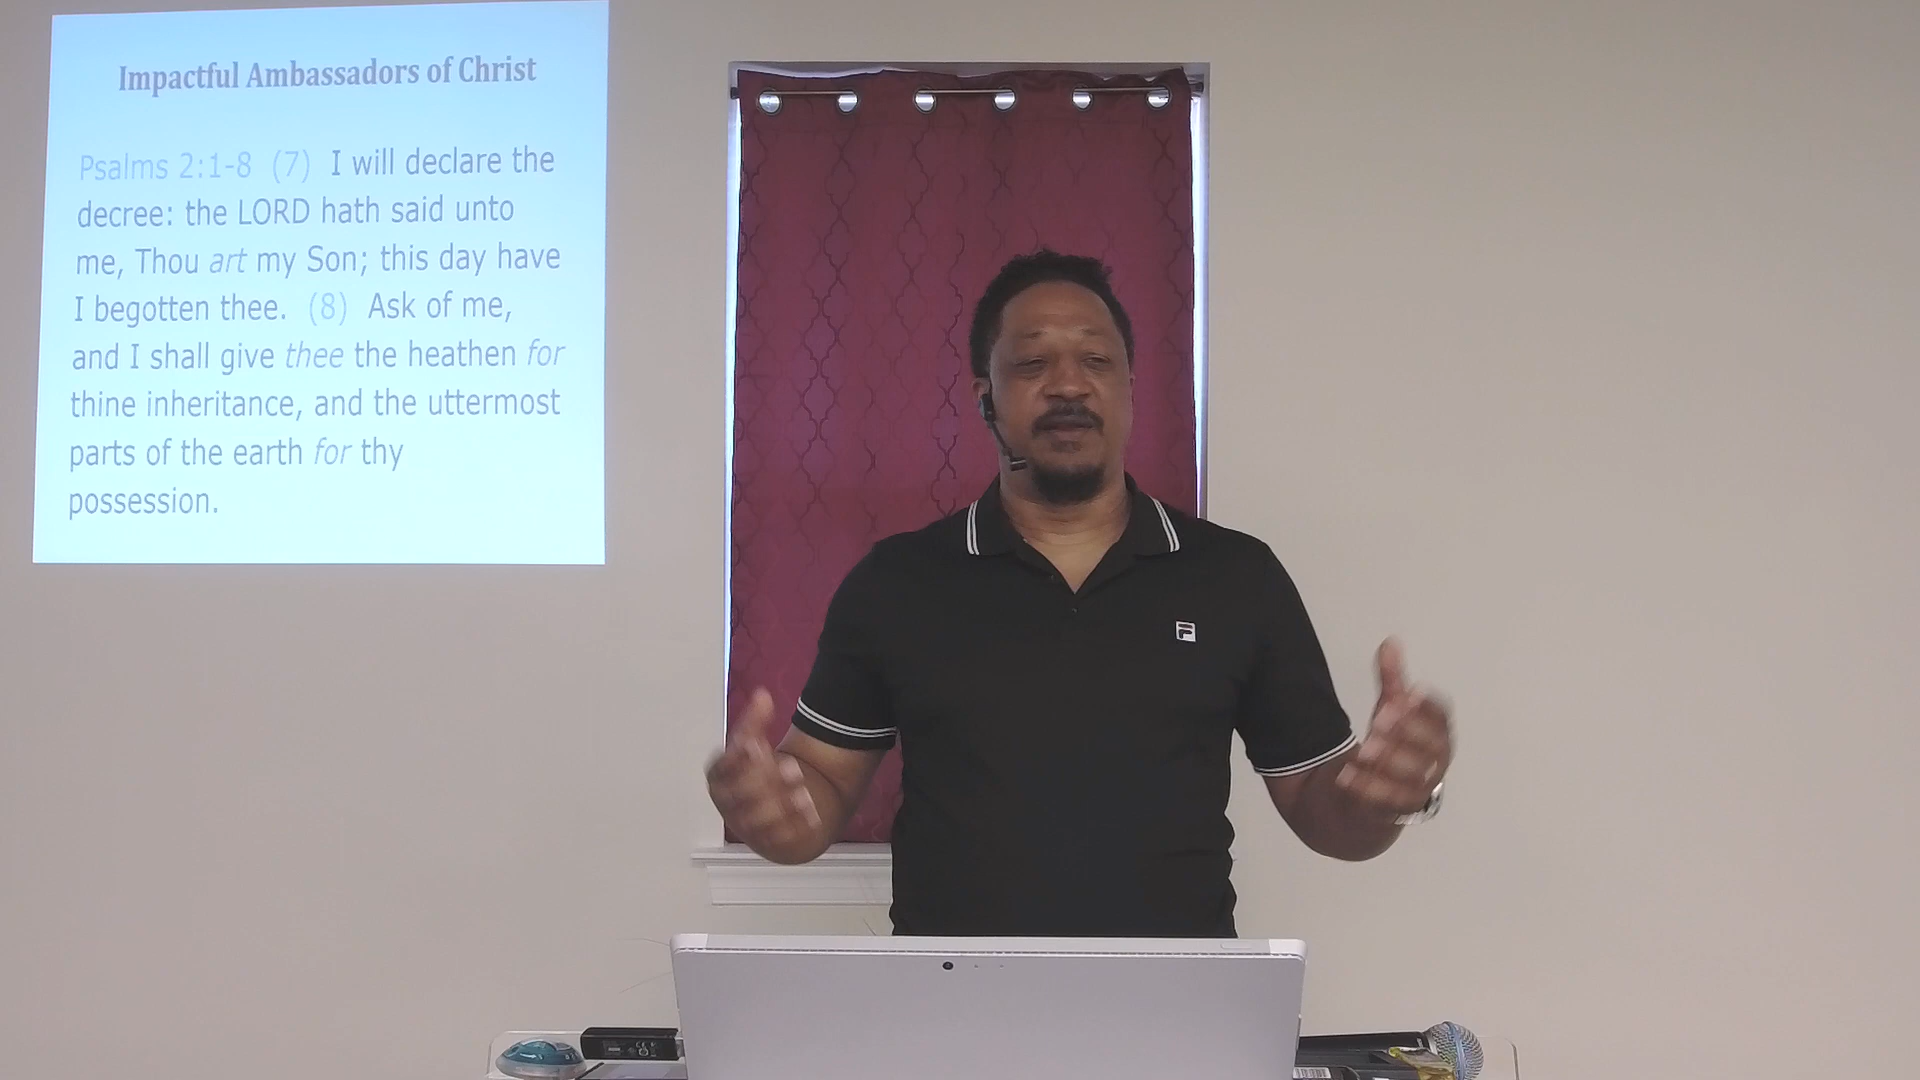 Impactful Ambassadors of Christ
Psalms 2:1-8 (7) I will declare the
decree: the LORD hath said unto
me, Thou art my Son; this day have
I begotten thee. (8) Ask of me,
and I shall give thee the heathen for
thine inheritance, and the uttermost
parts of the earth for thy
possession.